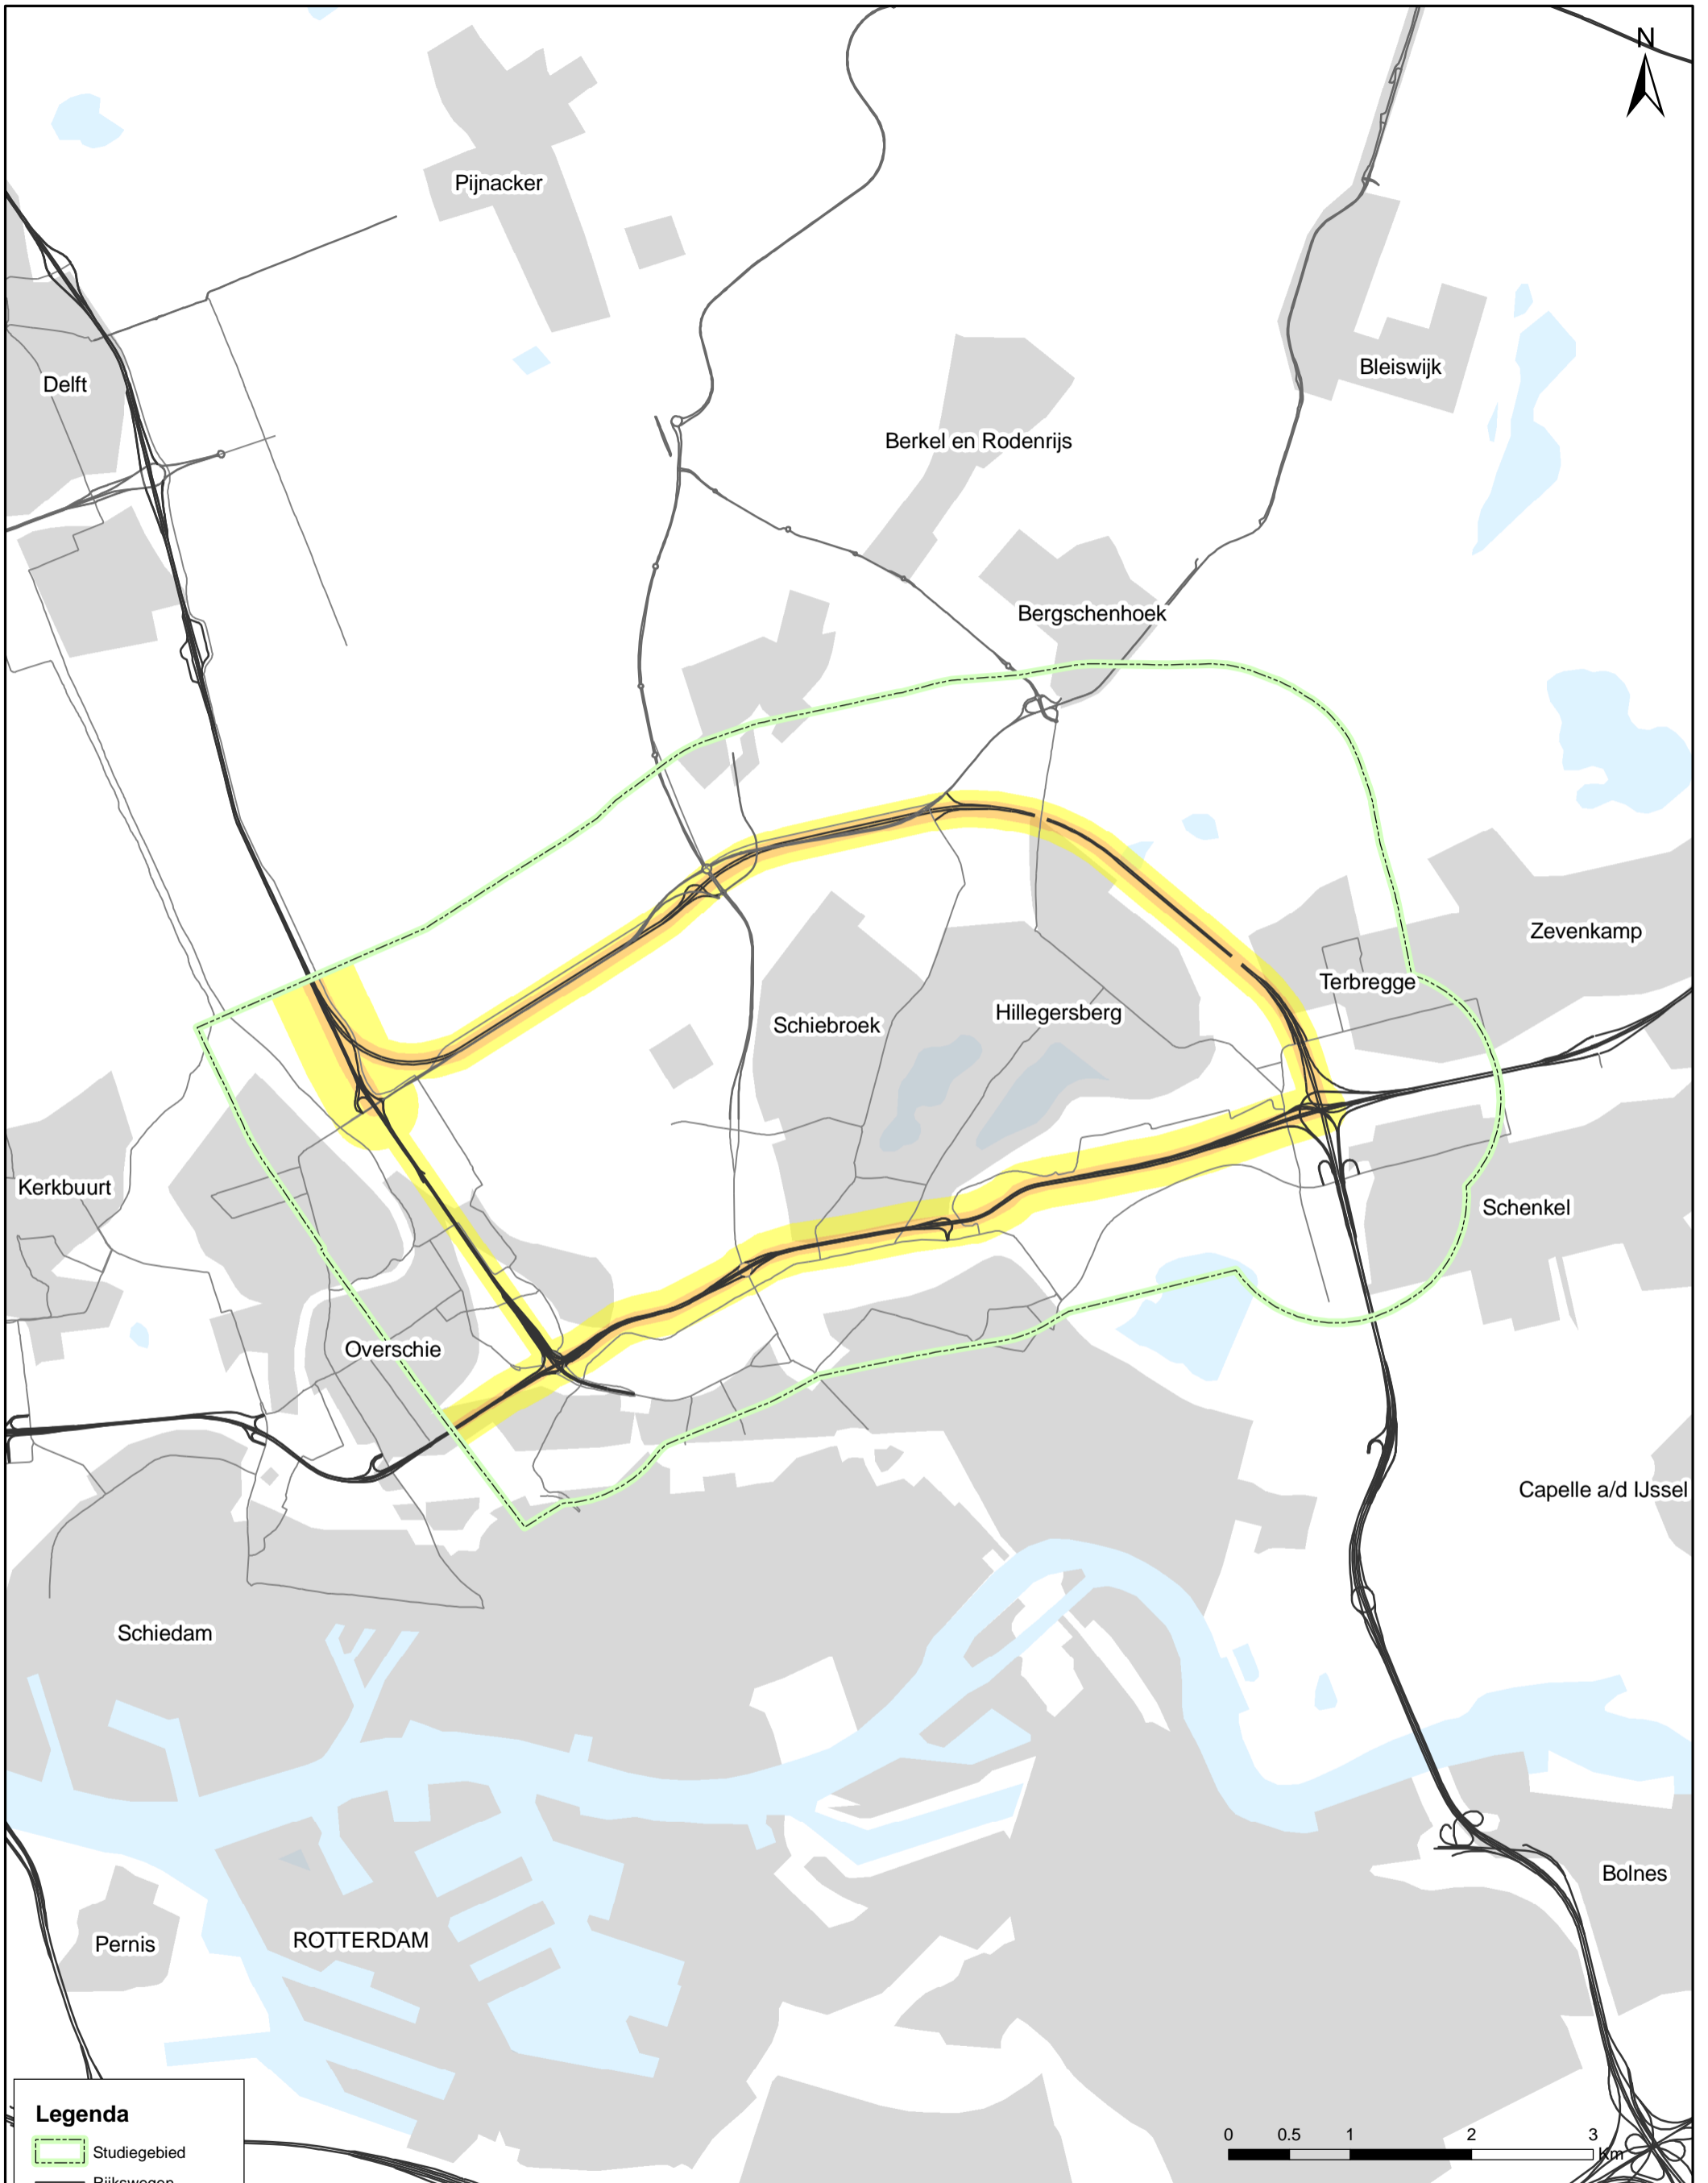 N
Pijnacker
Bleiswijk
Delft
Berkel en Rodenrijs
Bergschenhoek
Zevenkamp
Terbregge
Hillegersberg
Schiebroek
Kerkbuurt
Schenkel
Overschie
Capelle a/d IJssel
Schiedam
Bolnes
Pernis
ROTTERDAM
Legenda
Studiegebied
Rijkswegen
0 0.5 1 2 3
Km